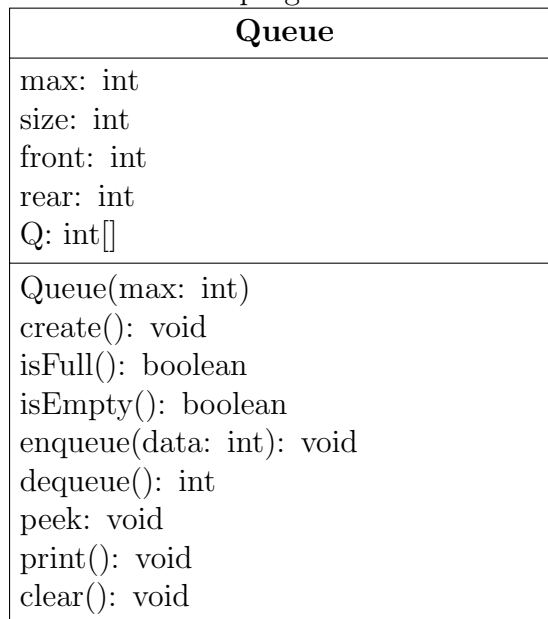 Queue
max: int
size: int
front: int
rear: int
Q: int[]
Queue(max: int)
create(): void
isFull(): boolean
isEmpty(): boolean
enqueue(data: int): void
dequeue(): int
peek: void
print(): void
clear(): void